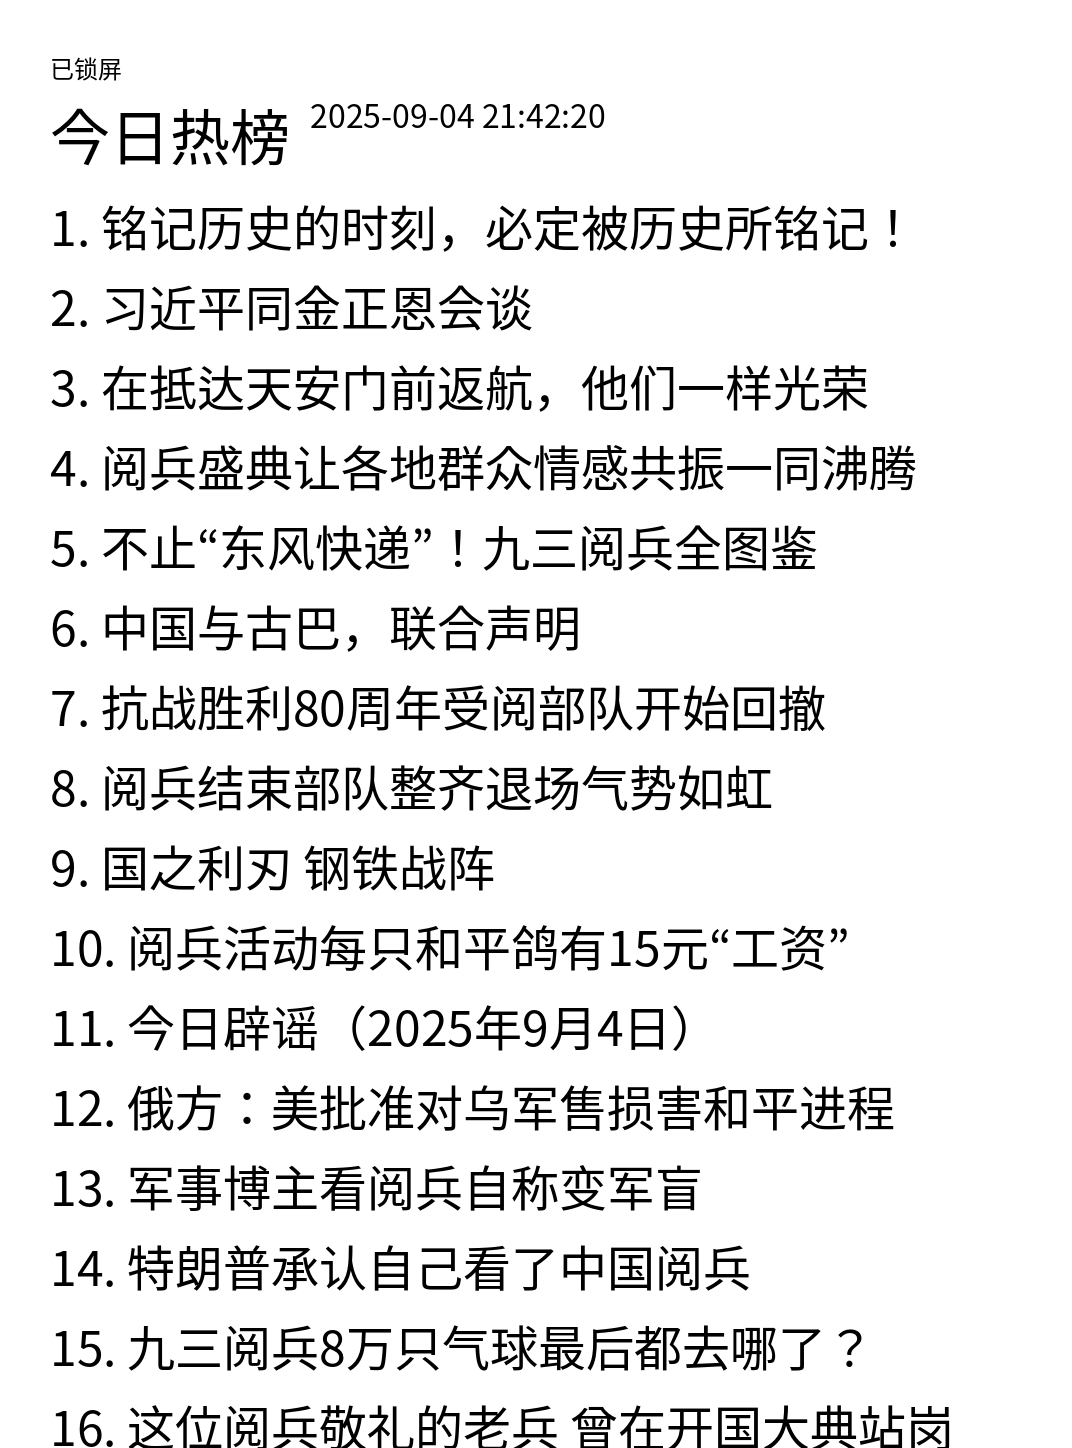 已锁屏
今日热榜 2025-09-04 21:42:20
1. 铭记历史的时刻，必定被历史所铭记！
2. 习近平同金正恩会谈
3. 在抵达天安门前返航，他们一样光荣
4. 阅兵盛典让各地群众情感共振一同沸腾
5. 不止“东风快递”！九三阅兵全图鉴
6. 中国与古巴，联合声明
7. 抗战胜利80周年受阅部队开始回撤
8. 阅兵结束部队整齐退场气势如虹
9. 国之利刃 钢铁战阵
10. 阅兵活动每只和平鸽有15元“工资”
11. 今日辟谣（2025年9月4日）
12. 俄方：美批准对乌军售损害和平进程
13. 军事博主看阅兵自称变军盲
14. 特朗普承认自己看了中国阅兵
15. 九三阅兵8万只气球最后都去哪了？
16. 这位阅兵敬礼的老兵 曾在开国大典站岗